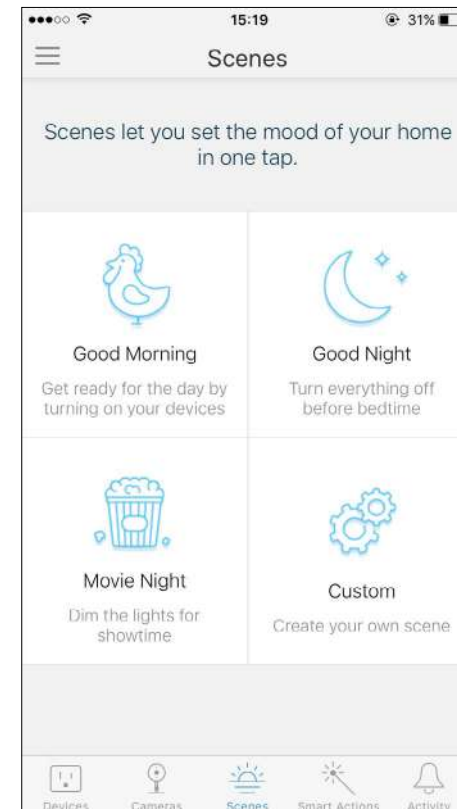 15:19
31%
Scenes
Scenes let you set the mood of your home
in one tap.
Good Morning
Get ready for the day by
turning on your devices
Good Night
Turn everything off
before bedtime
Movie Night
Dim the lights for
showtime
Custom
Create your own scene
Devices Cameras Scenes Smart Actions Activity